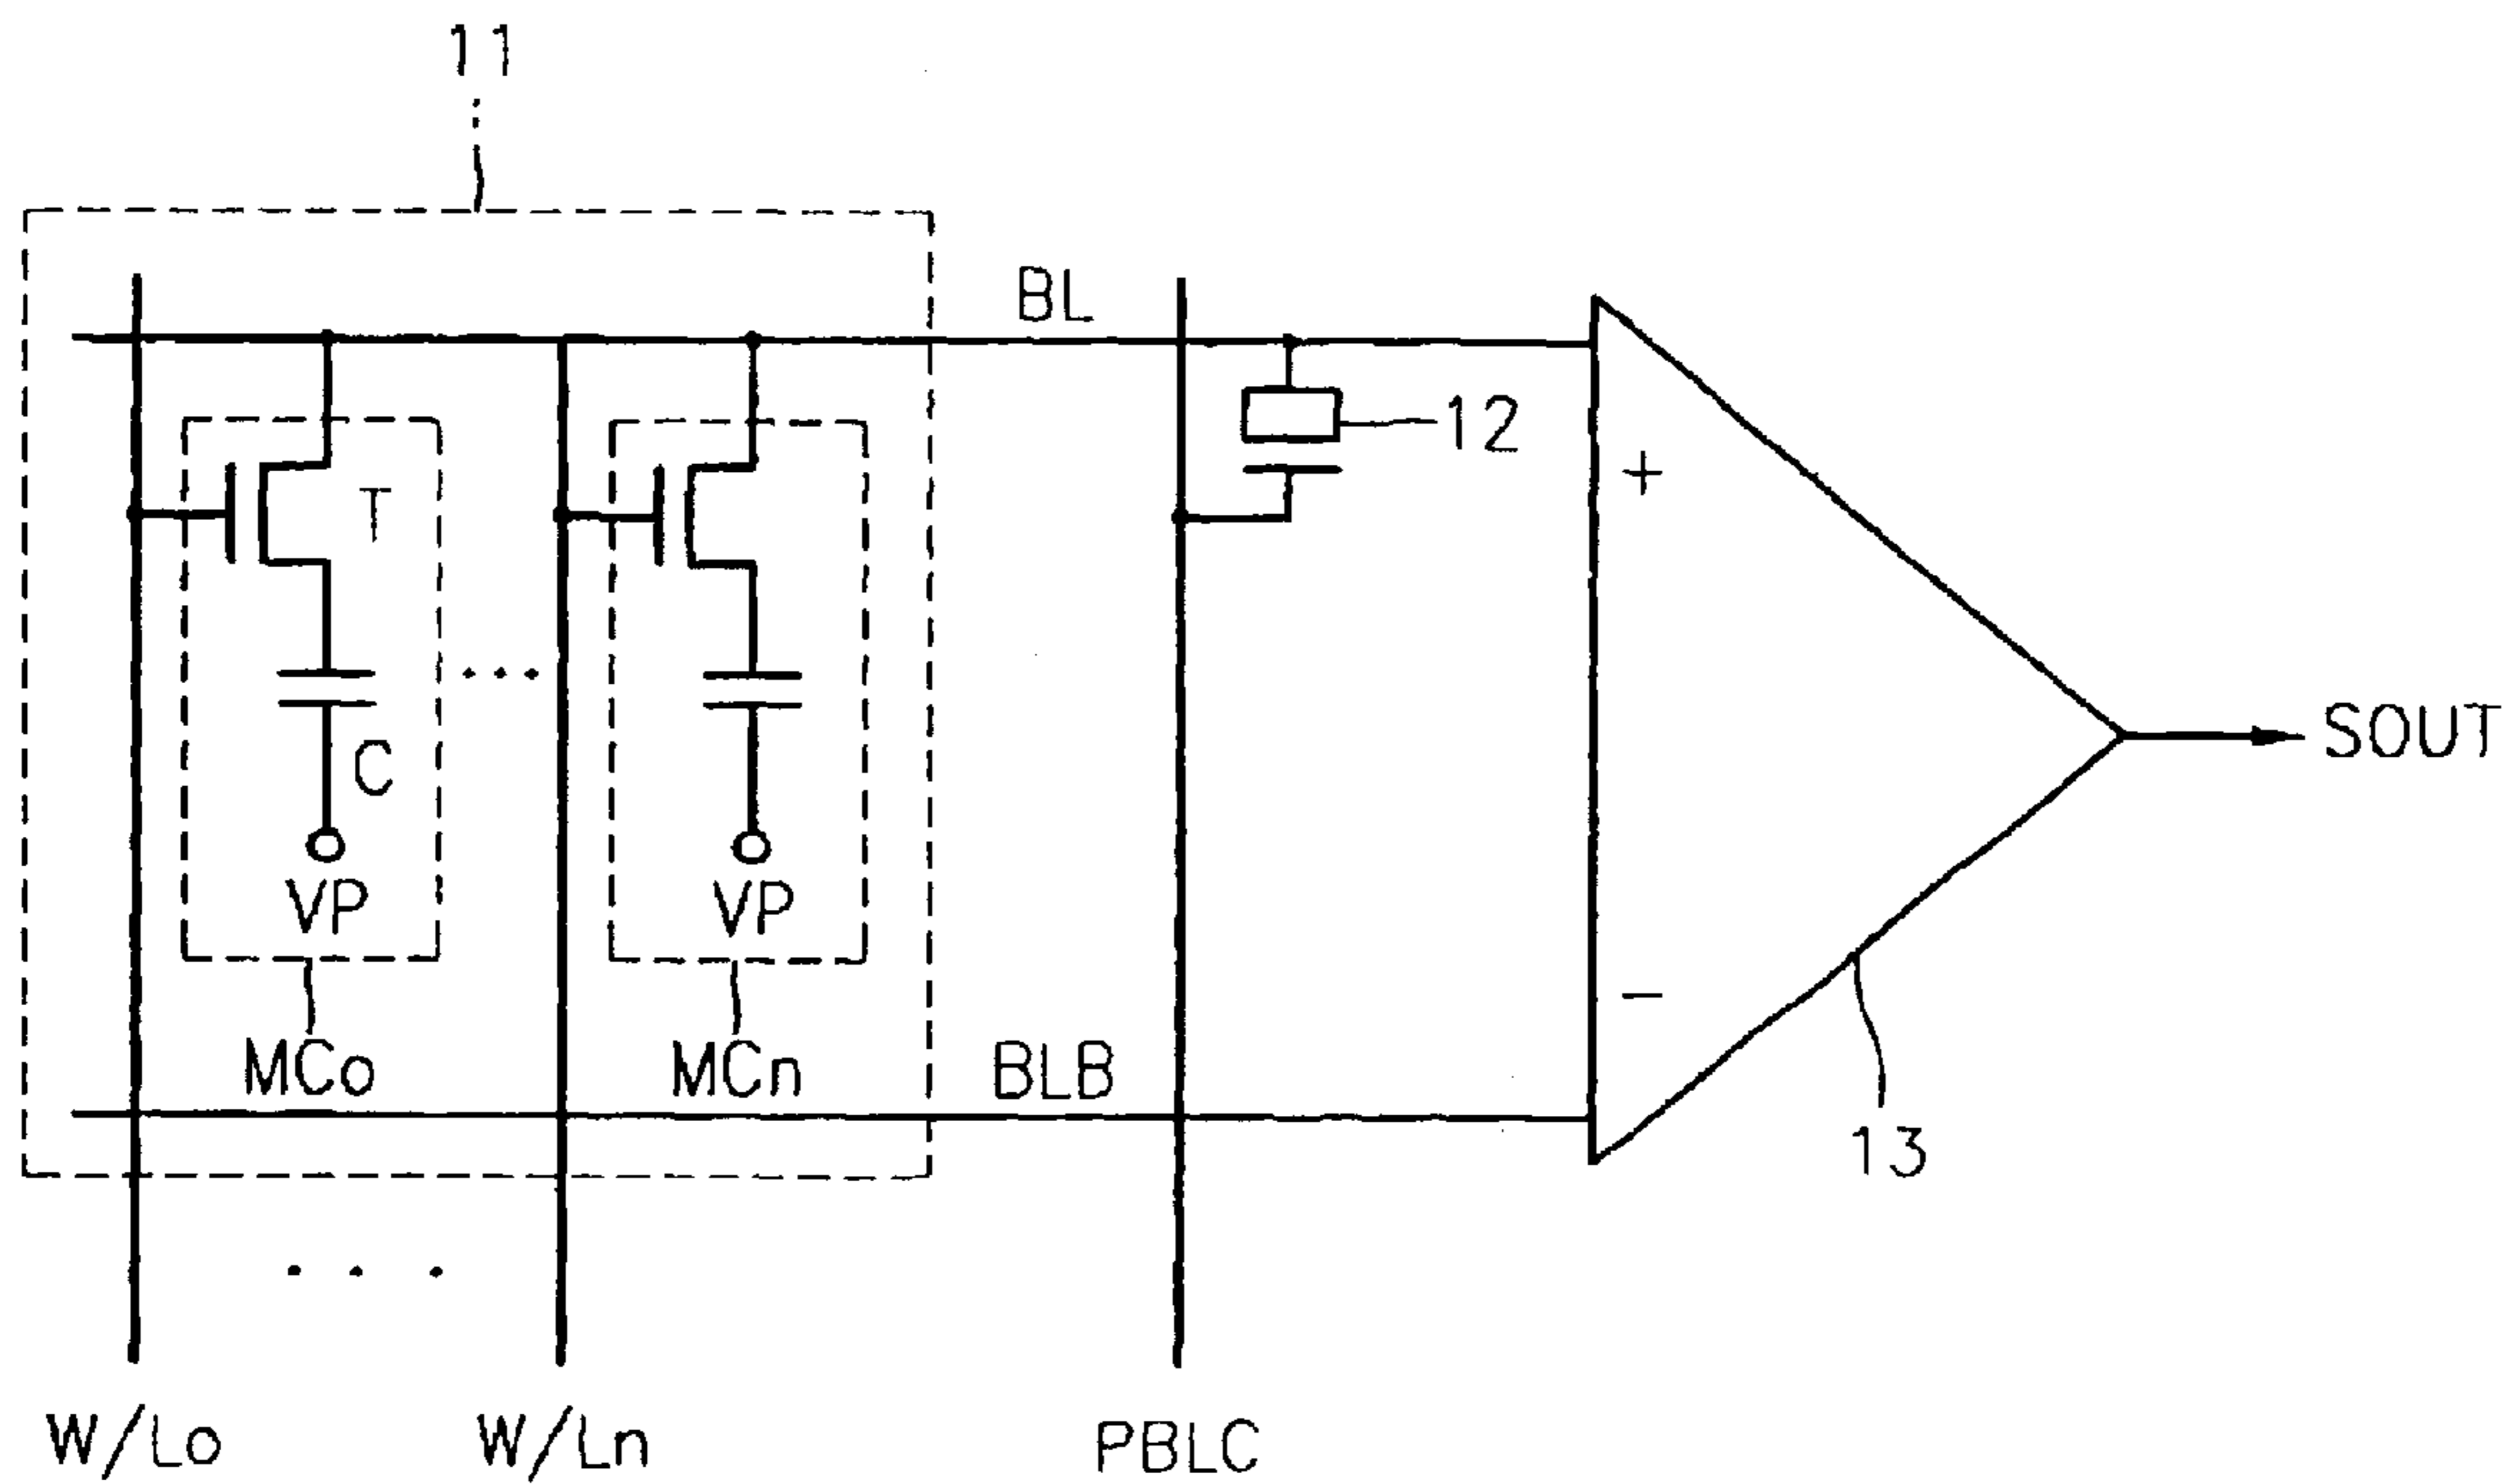 11
BL
12
+
T
. . .
SOUT
C
VP
VP
−
MCo
MCn
BLB
13
. . .
W/Lo
W/Ln
PBLC